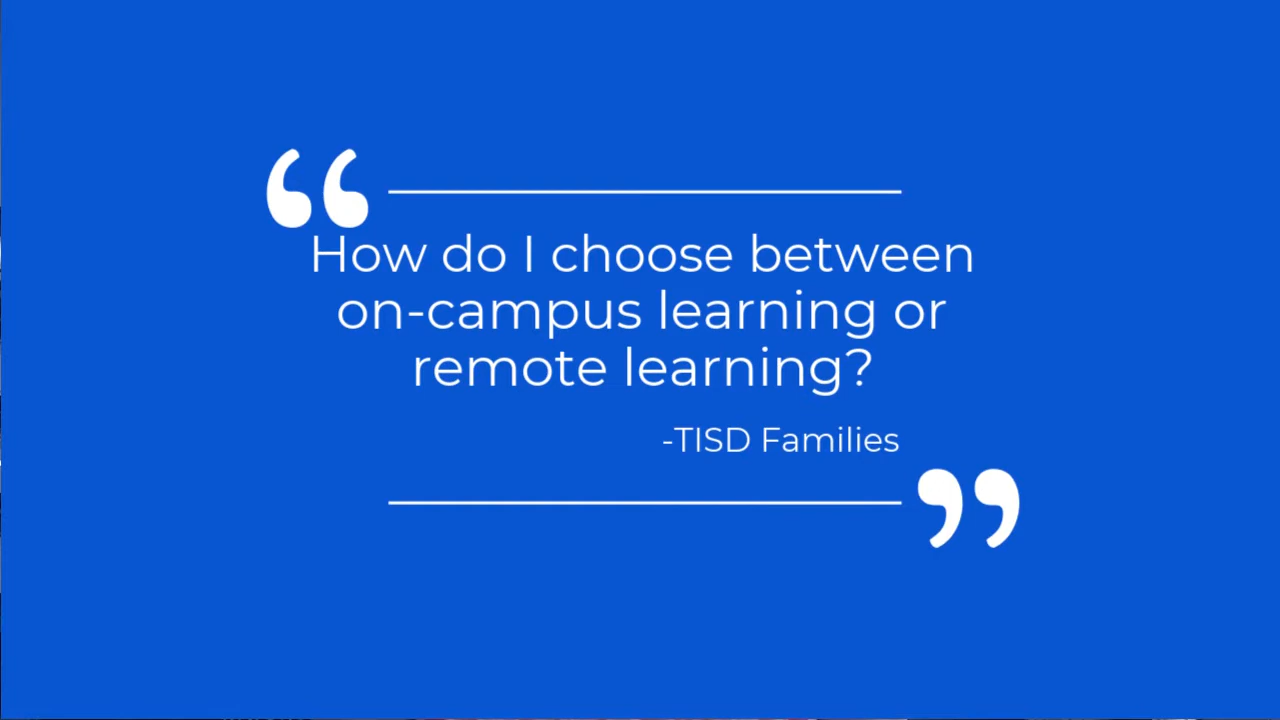 “
How do I choose between
on-campus learning or
remote learning?
-TISD Families
”